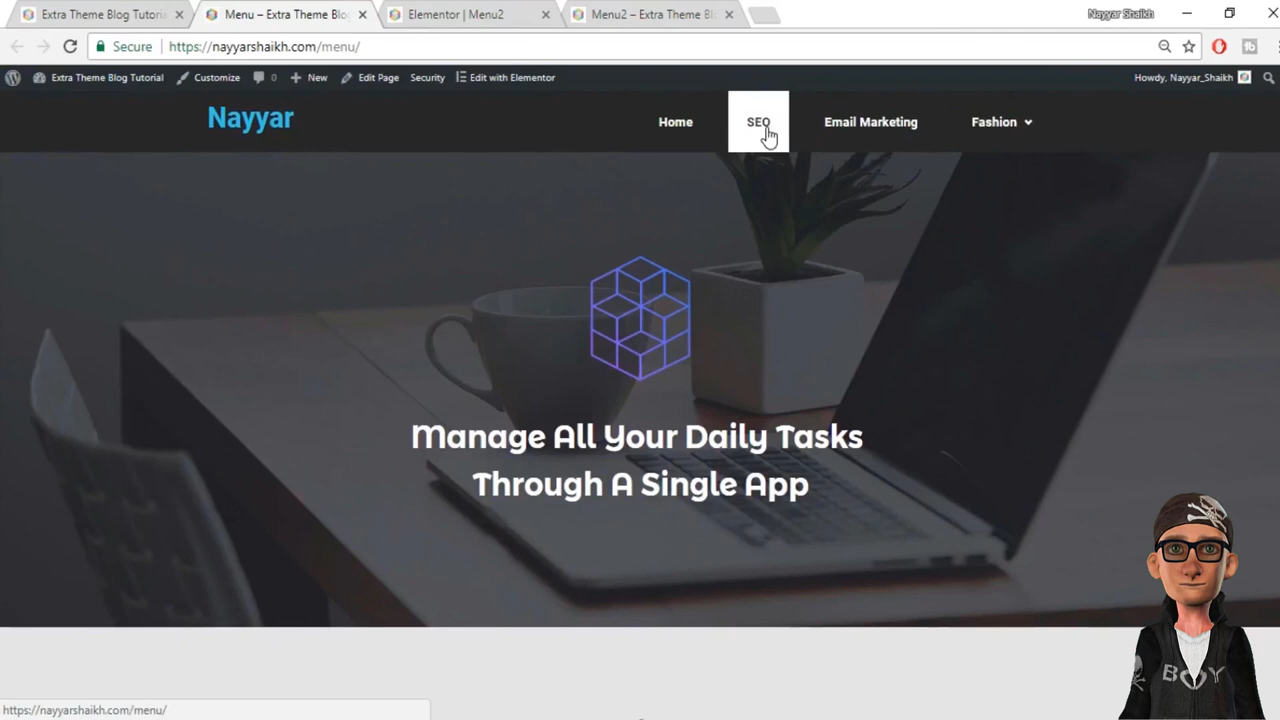 Extra Theme Blog Tutoria
Menu – Extra Theme Blo
Elementor | Menu2
Menu2 – Extra Theme Bl
Nayyar Shaikh
Secure
https://nayyarshaikh.com/menu/
Extra Theme Blog Tutorial
Customize
0
New
Edit Page
Security
Edit with Elementor
Howdy, Nayyar_Shaikh
Nayyar
Home
SEO
Email Marketing
Fashion
Manage All Your Daily Tasks
Through A Single App
BOY
https://nayyarshaikh.com/menu/